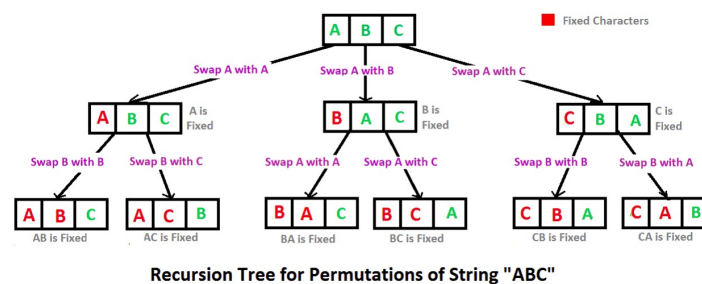 A B C
Fixed Characters
Swap A with A
Swap A with B
Swap A with C
A B C
A is
Fixed
B A C
B is
Fixed
C B A
C is
Fixed
Swap B with B
Swap B with C
Swap A with A
Swap A with C
Swap B with B
Swap B with A
A B C
A C B
B A C
B C A
C B A
C A B
AB is Fixed
AC is Fixed
BA is Fixed
BC is Fixed
CB is Fixed
CA is Fixed
Recursion Tree for Permutations of String "ABC"